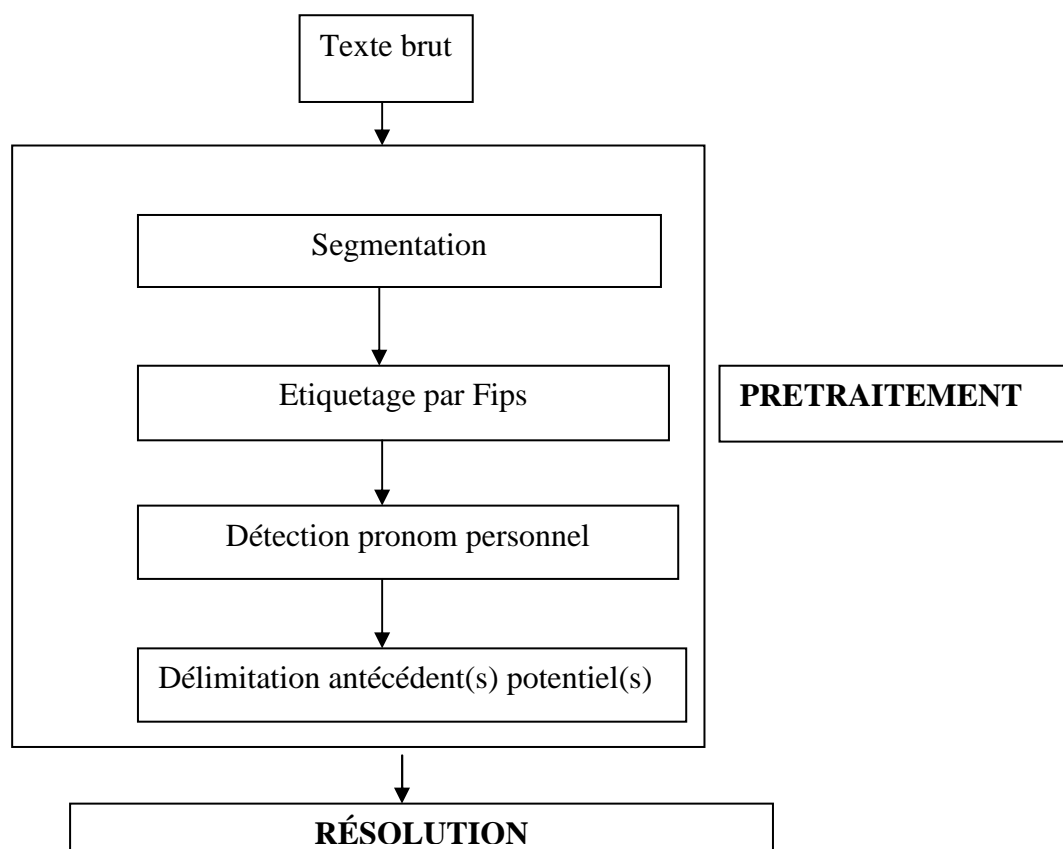 Texte brut
Segmentation
Etiquetage par Fips
PRETRAITEMENT
Détection pronom personnel
Délimitation antécédent(s) potentiel(s)
RÉSOLUTION